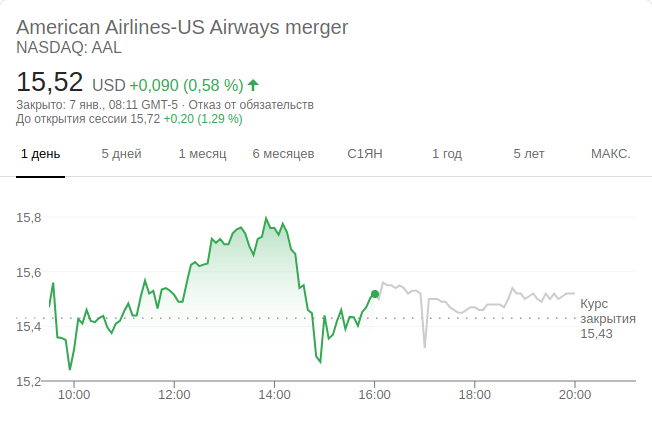 American Airlines-US Airways merger
NASDAQ: AAL
15,52 USD +0,090 (0,58 %)
Закрыто: 7 янв., 08:11 GMT-5 · Отказ от обязательств
До открытия сессии 15,72 +0,20 (1,29 %)
1 день 5 дней 1 месяц 6 месяцев С1ЯН 1 год 5 лет МАКС.
15,8
15,6
15,4
15,2
Курс
закрытия
15,43
10:00 12:00 14:00 16:00 18:00 20:00